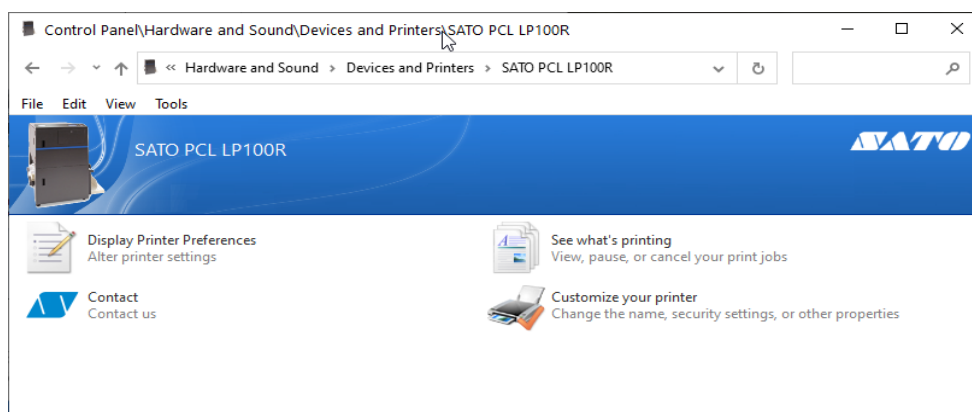 Control Panel\Hardware and Sound\Devices and Printers\SATO PCL LP100R
« Hardware and Sound > Devices and Printers > SATO PCL LP100R
File Edit View Tools
SATO PCL LP100R
SATO
Display Printer Preferences
Alter printer settings
See what's printing
View, pause, or cancel your print jobs
Contact
Contact us
Customize your printer
Change the name, security settings, or other properties